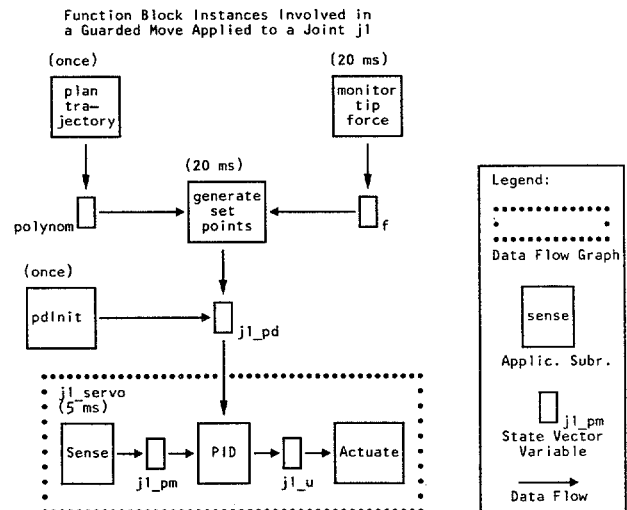 Function Block Instances Involved in
a Guarded Move Applied to a Joint j1
(once)
plan
tra-
jectory
(20 ms)
monitor
tip
force
(20 ms)
generate
set
points
polynom
f
(once)
pdInit
j1_pd
j1_servo
(5 ms)
Sense
j1_pm
PID
j1_u
Actuate
Legend:
Data Flow Graph
sense
Applic. Subr.
j1_pm
State Vector
Variable
Data Flow